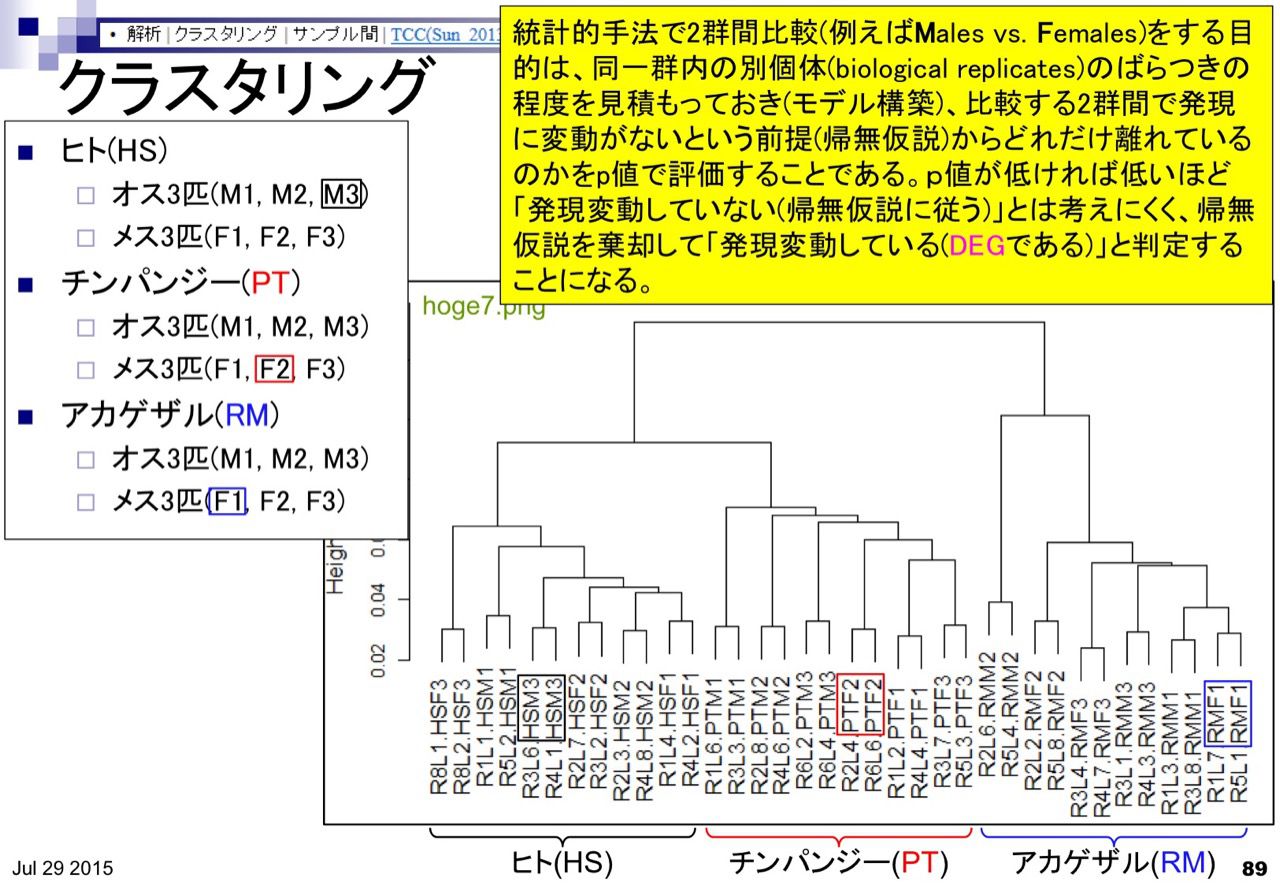 • 解析 | クラスタリング | サンプル間 | TCC(Sun_2013
クラスタリング
統計的手法で2群間比較(例えばMales vs. Females)をする目
的は、同一群内の別個体(biological replicates)のばらつきの
程度を見積もっておき(モデル構築)、比較する2群間で発現
に変動がないという前提(帰無仮説)からどれだけ離れている
のかをp値で評価することである。p値が低ければ低いほど
「発現変動していない(帰無仮説に従う)」とは考えにくく、帰無
仮説を棄却して「発現変動している(DEGである)」と判定する
ことになる。
ヒト(HS)
オス3匹(M1, M2, M3)
メス3匹(F1, F2, F3)
チンパンジー(PT)
オス3匹(M1, M2, M3)
メス3匹(F1, F2, F3)
アカゲザル(RM)
オス3匹(M1, M2, M3)
メス3匹(F1, F2, F3)
hoge7.png
0.04
0.02
R8L1.HSF3
R8L2.HSF3
R1L1.HSM1
R5L2.HSM1
R3L6.HSM3
R4L1.HSM3
R2L7.HSF2
R3L2.HSF2
R2L3.HSM2
R4L8.HSM2
R1L4.HSF1
R4L2.HSF1
R1L6.PTM1
R3L3.PTM1
R2L8.PTM2
R4L6.PTM2
R6L2.PTM3
R6L4.PTM3
R2L4.PTF2
R6L6.PTF2
R1L2.PTF1
R4L4.PTF1
R3L7.PTF3
R5L3.PTF3
R2L6.RMM2
R5L4.RMM2
R2L2.RMF2
R5L8.RMF2
R3L4.RMF3
R4L7.RMF3
R3L1.RMM3
R4L3.RMM3
R1L3.RMM1
R3L8.RMM1
R1L7.RMF1
R5L1.RMF1
ヒト(HS)
チンパンジー(PT)
アカゲザル(RM)
Jul 29 2015
89